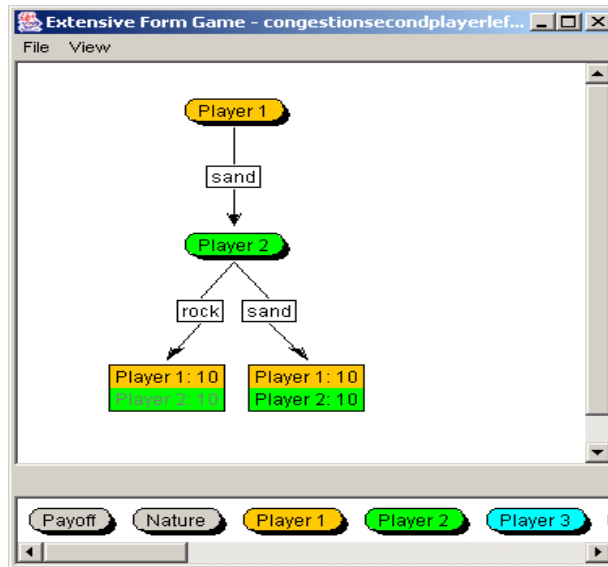 Extensive Form Game - congestionsecondplayerlef...
File View
Player 1
sand
Player 2
rock sand
Player 1: 10 Player 1: 10
Player 2: 10 Player 2: 10
Payoff Nature Player 1 Player 2 Player 3